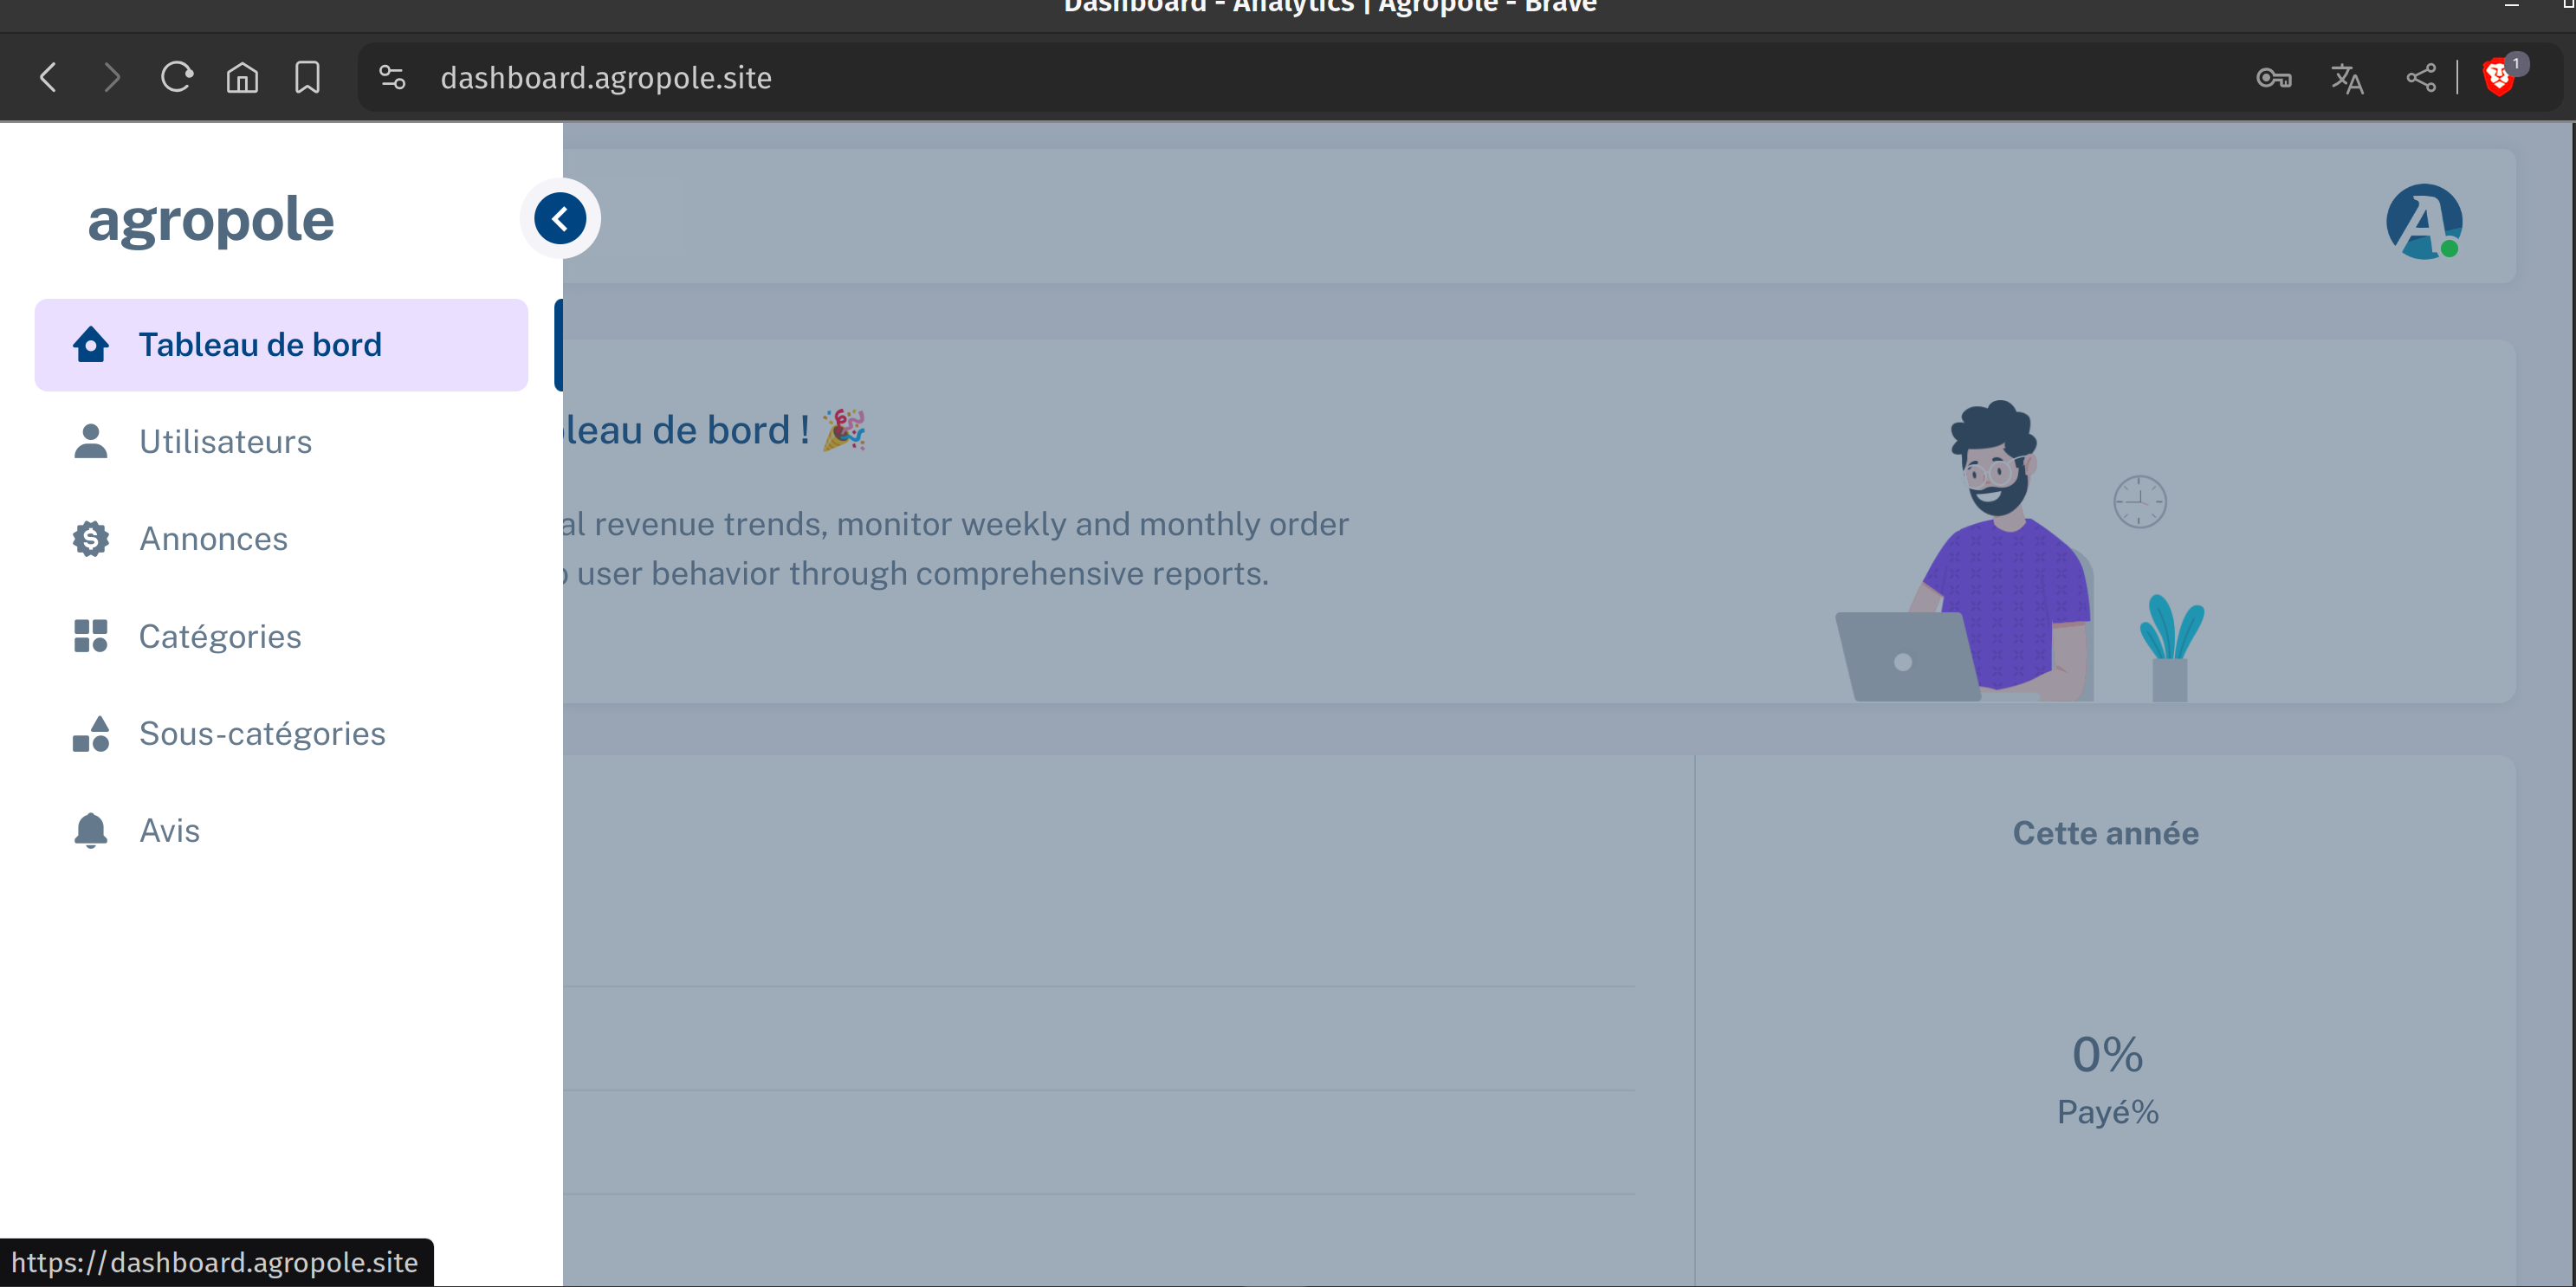 Dashboard - Analytics | Agropole - Brave
dashboard.agropole.site
1
agropole
Tableau de bord
Utilisateurs
Annonces
Catégories
Sous-catégories
Avis
leau de bord ! 🎉
al revenue trends, monitor weekly and monthly order
user behavior through comprehensive reports.
Cette année
0%
Payé%
https://dashboard.agropole.site